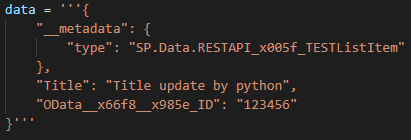 data = '''{
    "__metadata": {
        "type": "SP.Data.RESTAPI_x005f_TESTListItem"
    },
    "Title": "Title update by python",
    "OData__x66f8__x985e_ID": "123456"
}'''